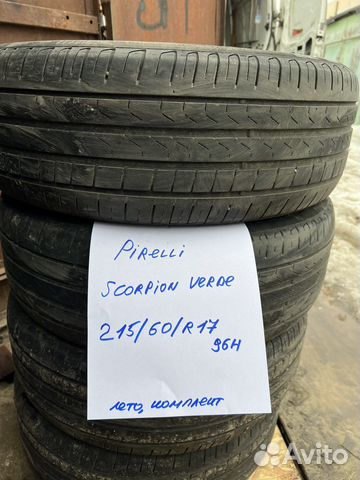 Pirelli
Scorpion Verde
215/60/R17
96H
лето, комплект
Avito